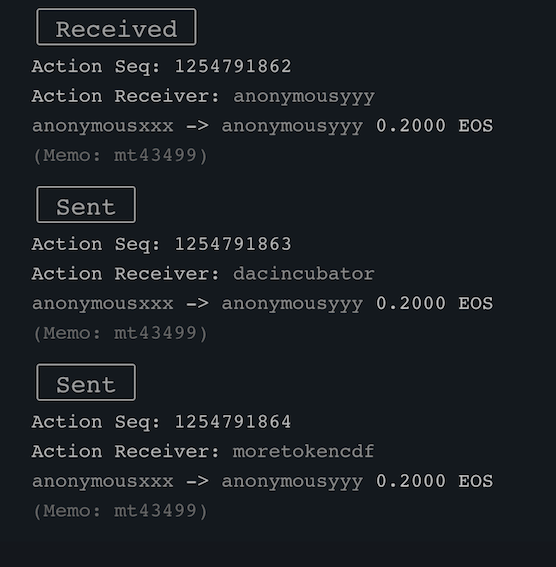 Received
Action Seq: 1254791862
Action Receiver: anonymousyyy
anonymousxxx -> anonymousyyy 0.2000 EOS
(Memo: mt43499)
Sent
Action Seq: 1254791863
Action Receiver: dacincubator
anonymousxxx -> anonymousyyy 0.2000 EOS
(Memo: mt43499)
Sent
Action Seq: 1254791864
Action Receiver: moretokencdf
anonymousxxx -> anonymousyyy 0.2000 EOS
(Memo: mt43499)